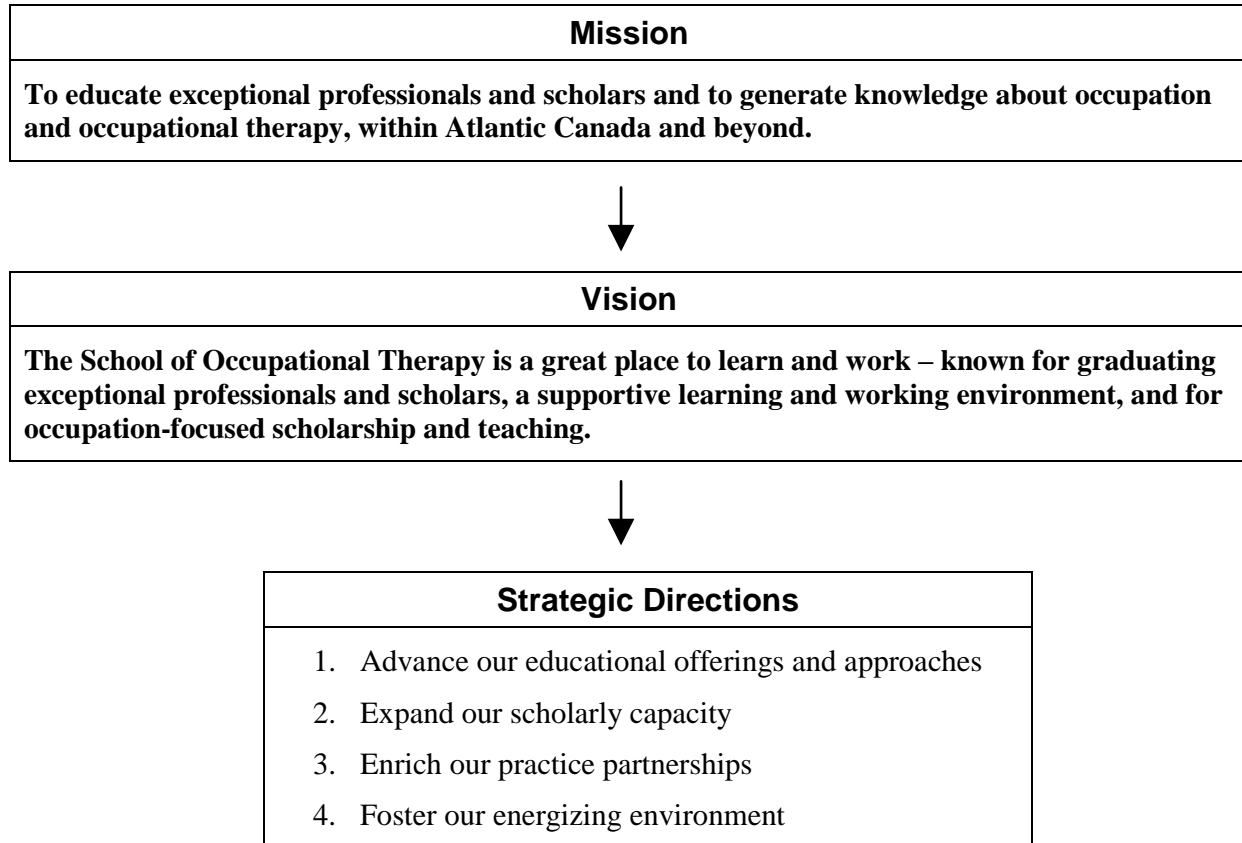 Mission
To educate exceptional professionals and scholars and to generate knowledge about occupation
and occupational therapy, within Atlantic Canada and beyond.
Vision
The School of Occupational Therapy is a great place to learn and work – known for graduating
exceptional professionals and scholars, a supportive learning and working environment, and for
occupation-focused scholarship and teaching.
Strategic Directions
1. Advance our educational offerings and approaches
2. Expand our scholarly capacity
3. Enrich our practice partnerships
4. Foster our energizing environment